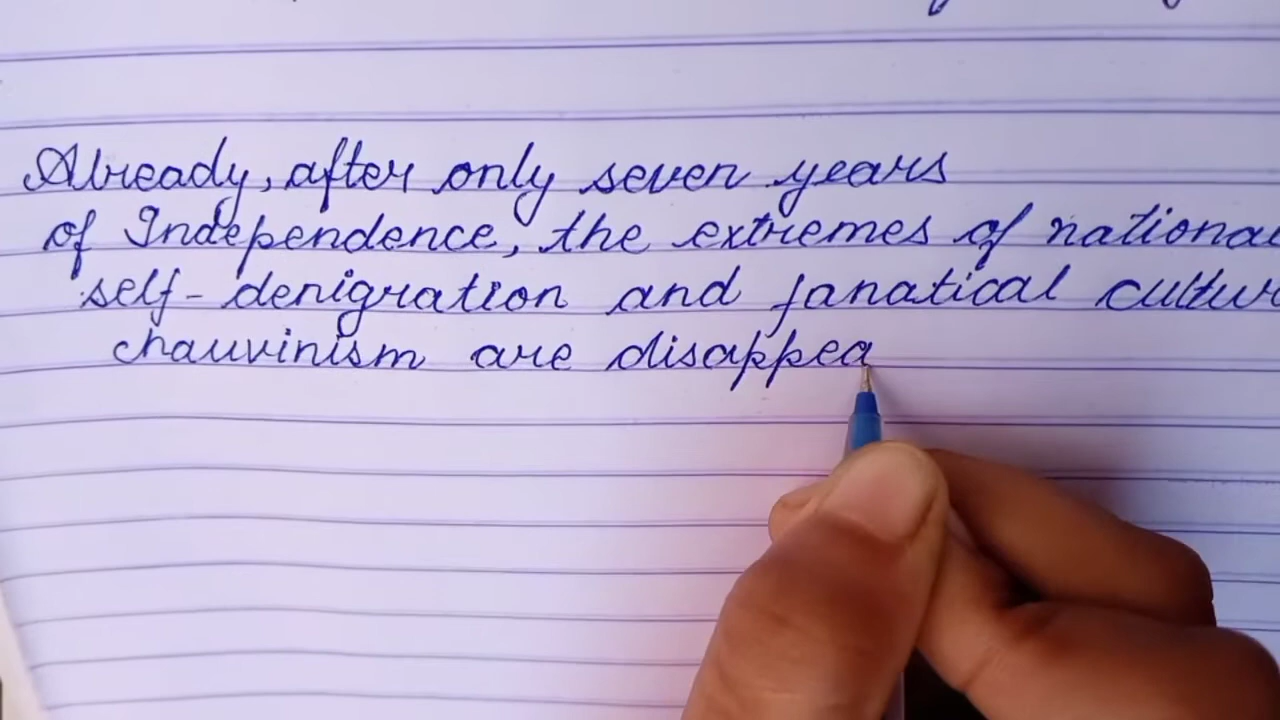 Already, after only seven years
of Independence, the extremes of national
self-denigration and fanatical cultur
chauvinism are disappea